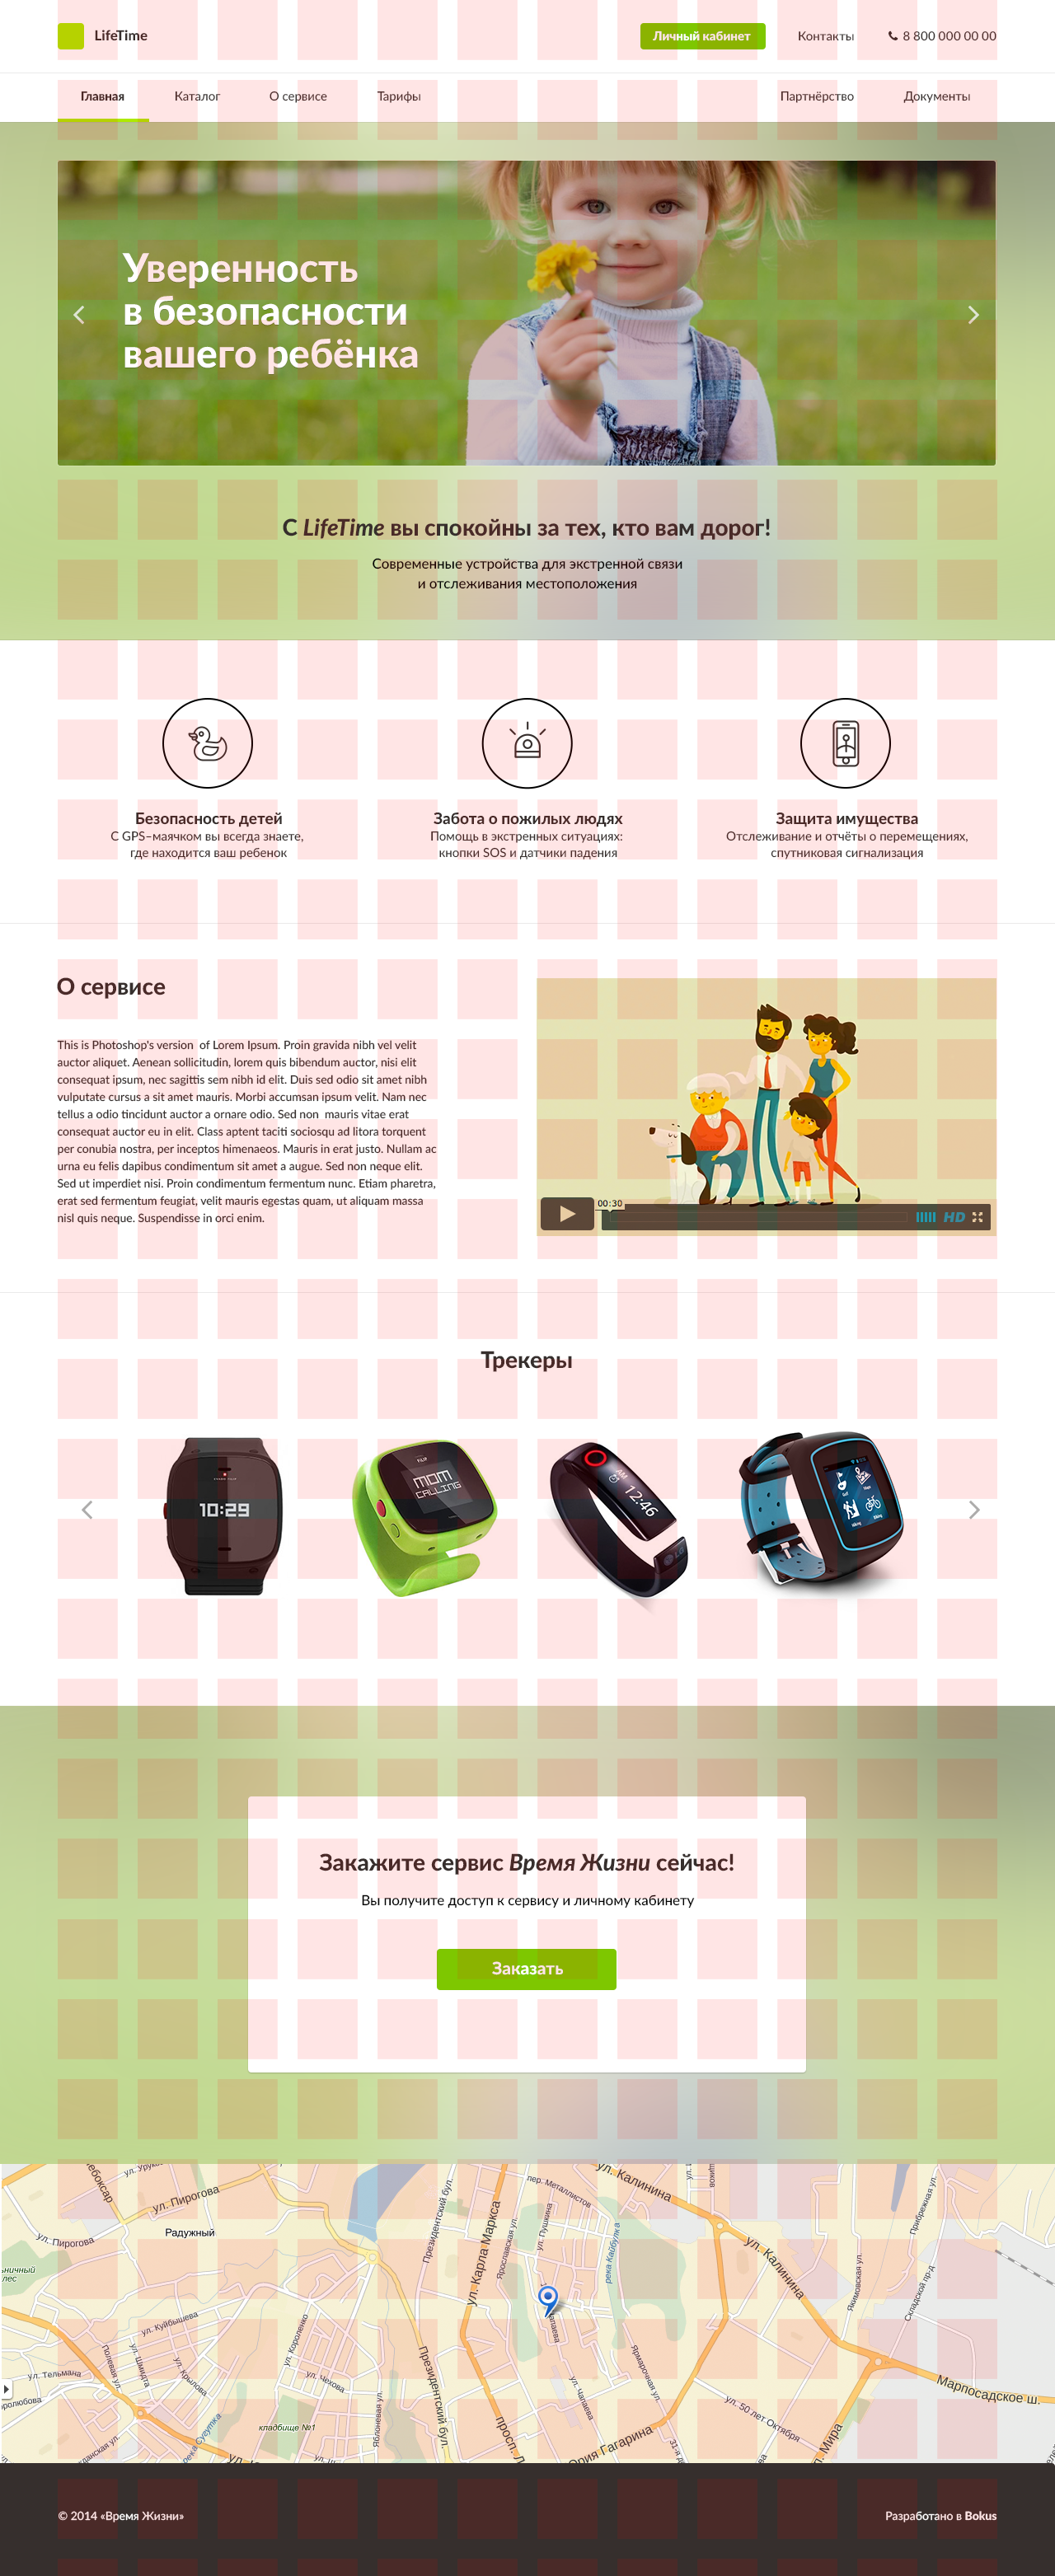 LifeTime
Личный кабинет
Контакты
8 800 000 00 00
Главная
Каталог
О сервисе
Тарифы
Партнёрство
Документы
Уверенность
в безопасности
вашего ребёнка
С LifeTime вы спокойны за тех, кто вам дорог!
Современные устройства для экстренной связи
и отслеживания местоположения
Безопасность детей
С GPS–маячком вы всегда знаете,
где находится ваш ребенок
Забота о пожилых людях
Помощь в экстренных ситуациях:
кнопки SOS и датчики падения
Защита имущества
Отслеживание и отчёты о перемещениях,
спутниковая сигнализация
О сервисе
This is Photoshop's version  of Lorem Ipsum. Proin gravida nibh vel velit
auctor aliquet. Aenean sollicitudin, lorem quis bibendum auctor, nisi elit
consequat ipsum, nec sagittis sem nibh id elit. Duis sed odio sit amet nibh
vulputate cursus a sit amet mauris. Morbi accumsan ipsum velit. Nam nec
tellus a odio tincidunt auctor a ornare odio. Sed non  mauris vitae erat
consequat auctor eu in elit. Class aptent taciti sociosqu ad litora torquent
per conubia nostra, per inceptos himenaeos. Mauris in erat justo. Nullam ac
urna eu felis dapibus condimentum sit amet a augue. Sed non neque elit.
Sed ut imperdiet nisi. Proin condimentum fermentum nunc. Etiam pharetra,
erat sed fermentum feugiat, velit mauris egestas quam, ut aliquam massa
nisl quis neque. Suspendisse in orci enim.
00:30
HD
Трекеры
10:29
MOM
CALLING
12:46
Закажите сервис Время Жизни сейчас!
Вы получите доступ к сервису и личному кабинету
Заказать
ул. Пирогова
ул. Пирогова
Радужный
Президентский бул.
ул. Карла Маркса
Ярославская ул.
пер. Металлистов
ул. Пушкина
река Кайбулка
ул. Калинина
ул. Калинина
Прибрежная ул.
Якимовская ул.
Складской пр-д
ул. Куйбышева
ул. Тельмана
Полевая ул.
ул. Шмидта
ул. Крылова
ул. Короленко
ул. Чехова
Яблоневая ул.
кладбище №1
река Сугутка
Президентский бул.
ул. Чапаева
Ярмарочная ул.
ул. 50 лет Октября
Марпосадское ш.
Гагарина
Мира
© 2014 «Время Жизни»
Разработано в Bokus